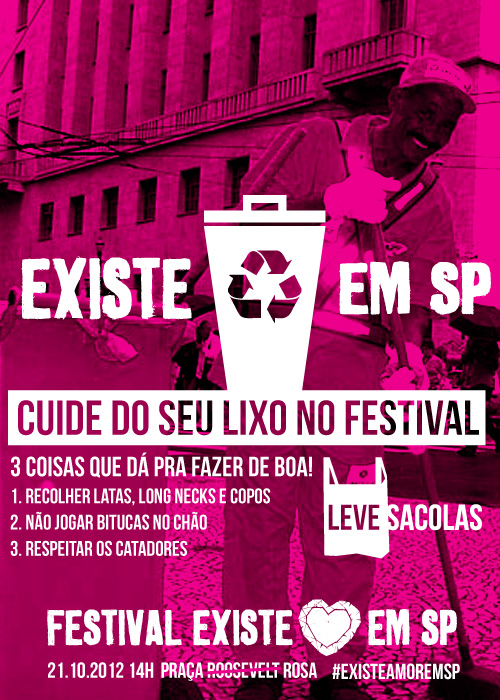 EXISTE EM SP
CUIDE DO SEU LIXO NO FESTIVAL
3 COISAS QUE DÁ PRA FAZER DE BOA!
1. RECOLHER LATAS, LONG NECKS E COPOS
2. NÃO JOGAR BITUCAS NO CHÃO
3. RESPEITAR OS CATADORES
LEVE SACOLAS
FESTIVAL EXISTE EM SP
21.10.2012 14H PRAÇA ROOSEVELT ROSA #EXISTEAMOREMSP